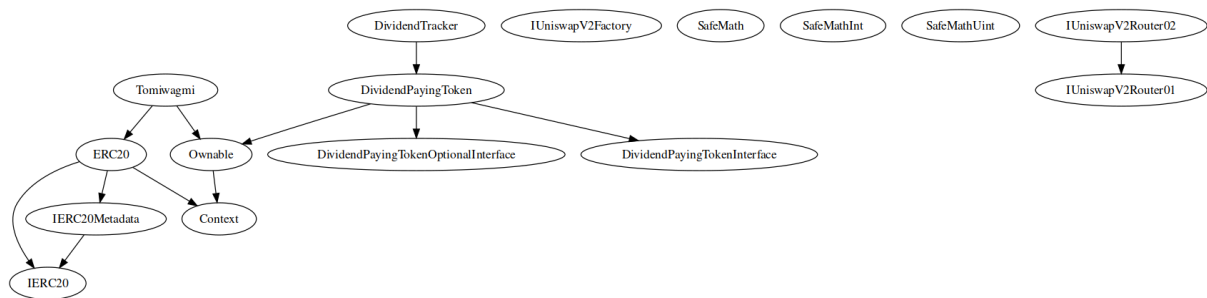 DividendTracker
IUniswapV2Factory
SafeMath
SafeMathInt
SafeMathUint
IUniswapV2Router02
Tomiwagmi
DividendPayingToken
IUniswapV2Router01
ERC20
Ownable
DividendPayingTokenOptionalInterface
DividendPayingTokenInterface
IERC20Metadata
Context
IERC20